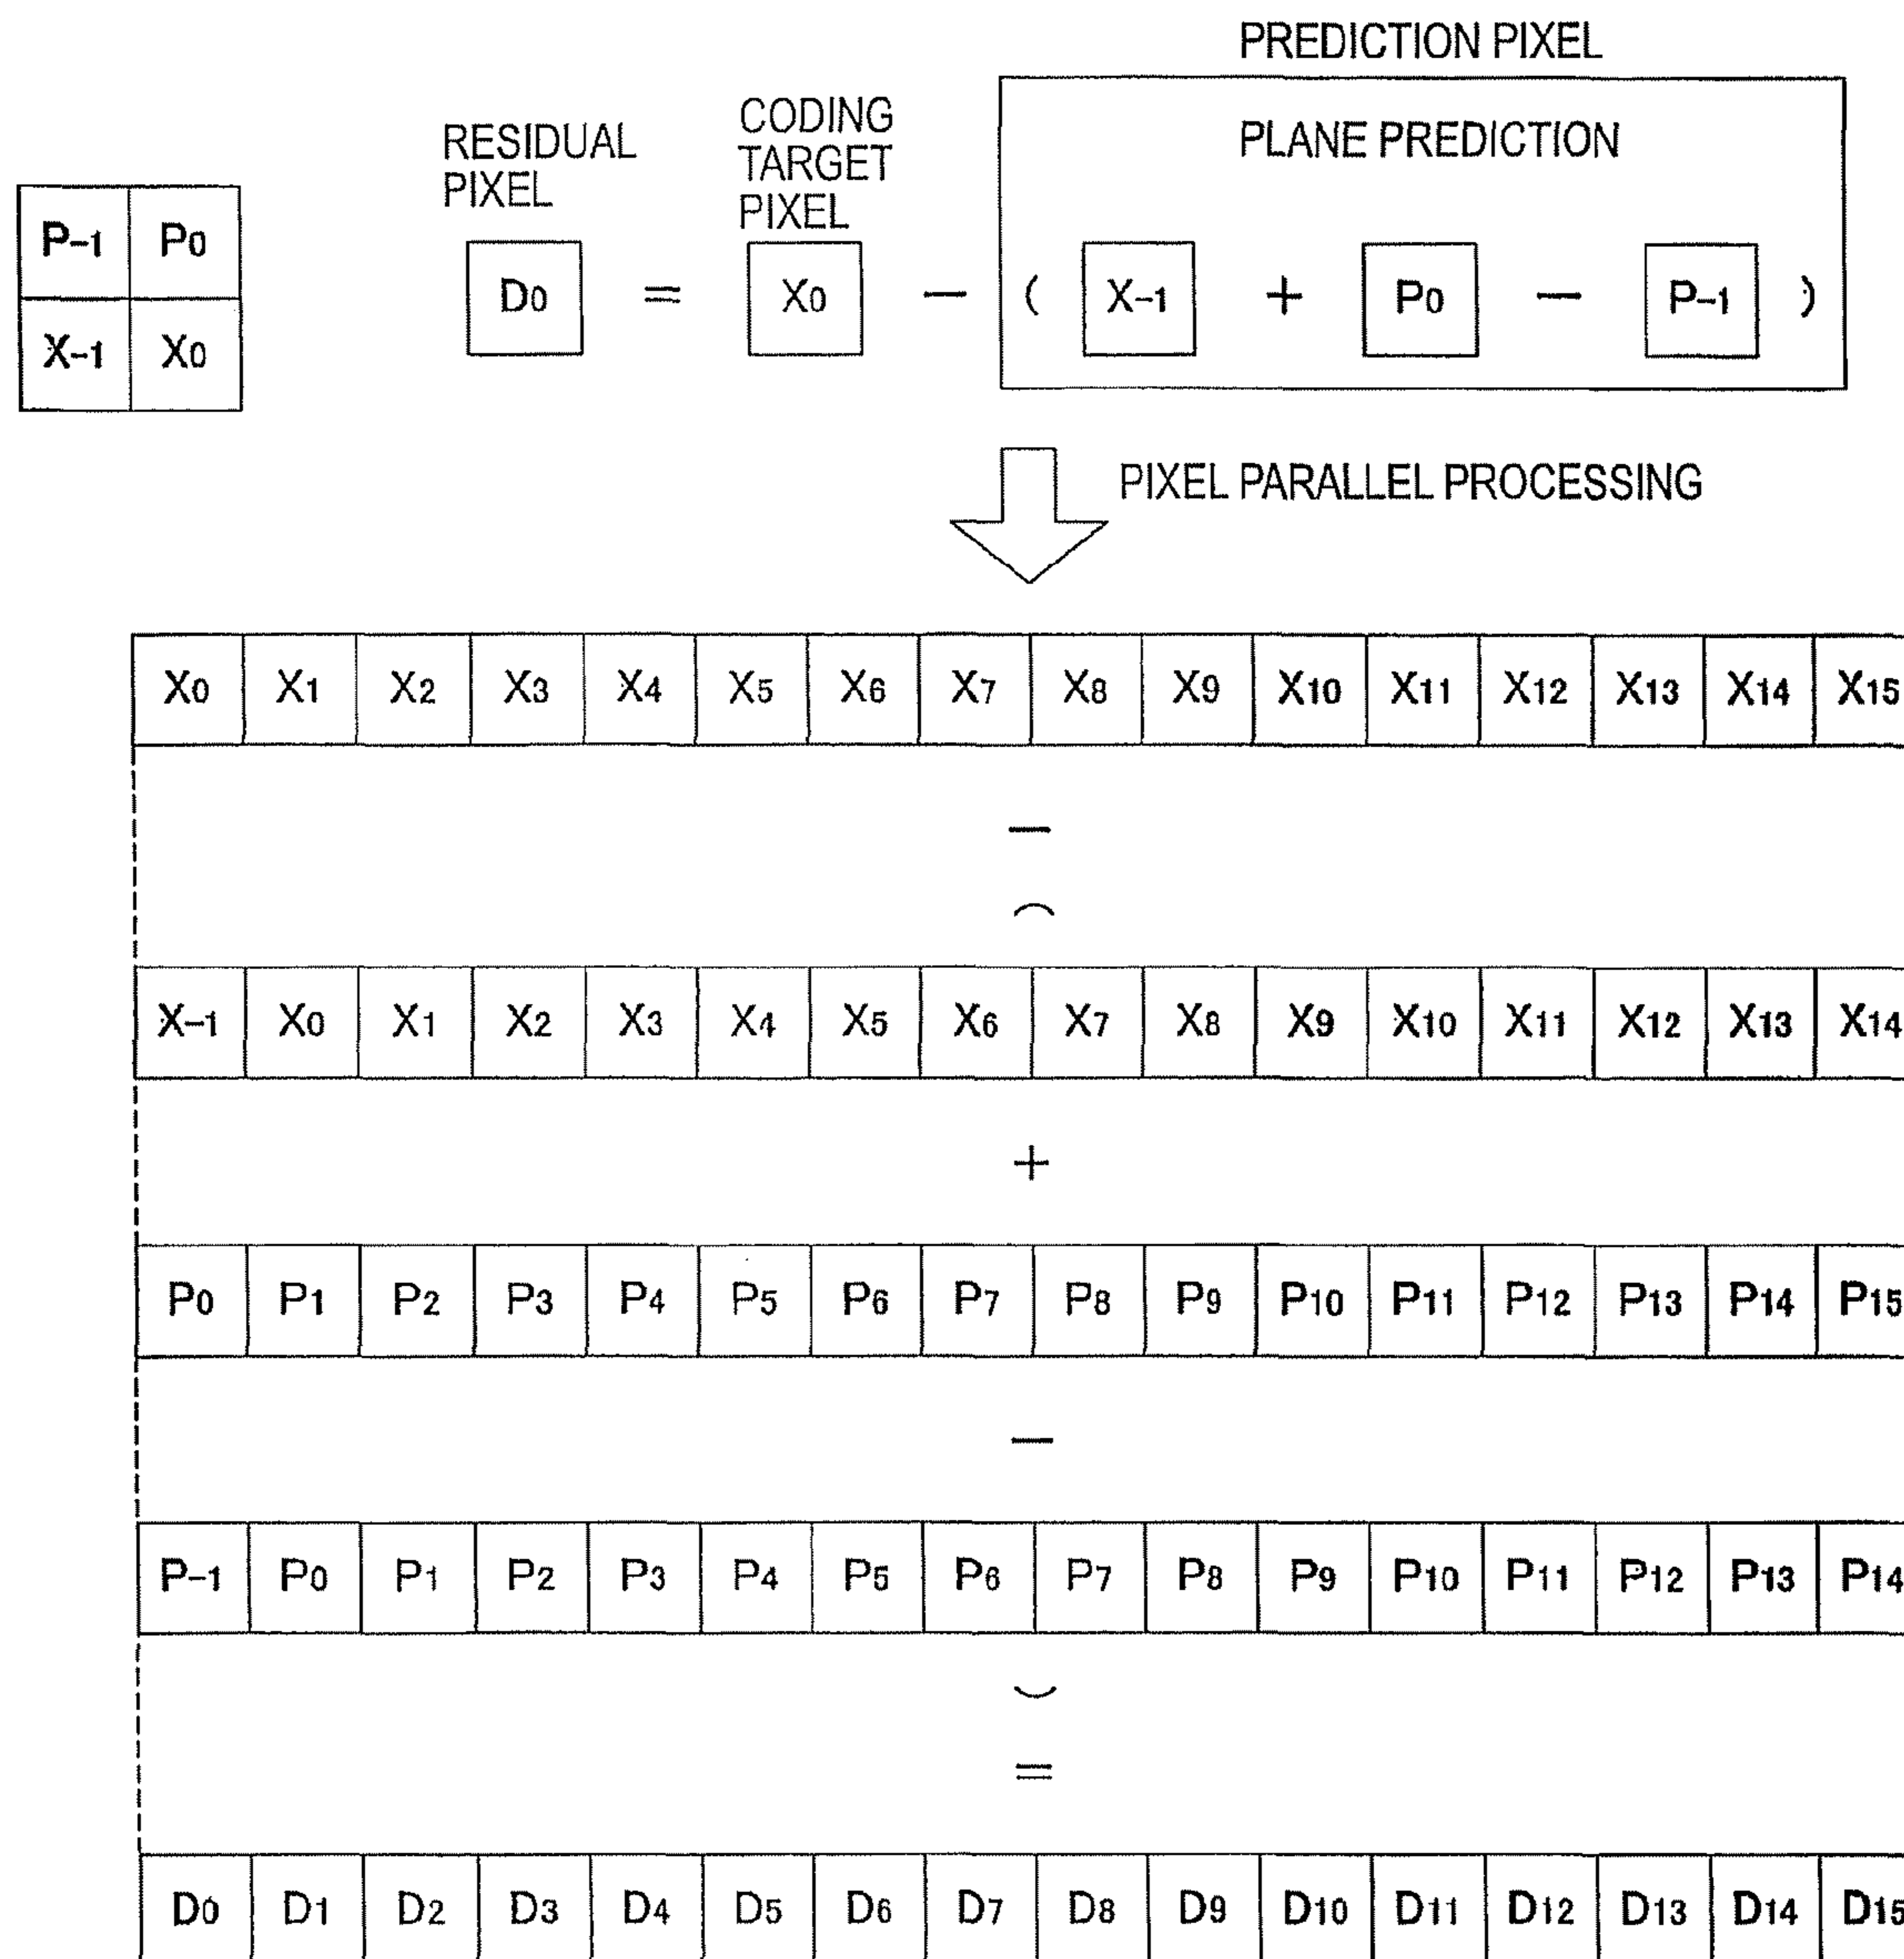 PREDICTION PIXEL
PLANE PREDICTION
RESIDUAL
PIXEL
CODING
TARGET
PIXEL
P-1 P0
X-1 X0
D0 = X0 − ( X-1 + P0 − P-1 )
PIXEL PARALLEL PROCESSING
X0 X1 X2 X3 X4 X5 X6 X7 X8 X9 X10 X11 X12 X13 X14 X15
−
(
X-1 X0 X1 X2 X3 X4 X5 X6 X7 X8 X9 X10 X11 X12 X13 X14
+
P0 P1 P2 P3 P4 P5 P6 P7 P8 P9 P10 P11 P12 P13 P14 P15
−
P-1 P0 P1 P2 P3 P4 P5 P6 P7 P8 P9 P10 P11 P12 P13 P14
)
=
D0 D1 D2 D3 D4 D5 D6 D7 D8 D9 D10 D11 D12 D13 D14 D15